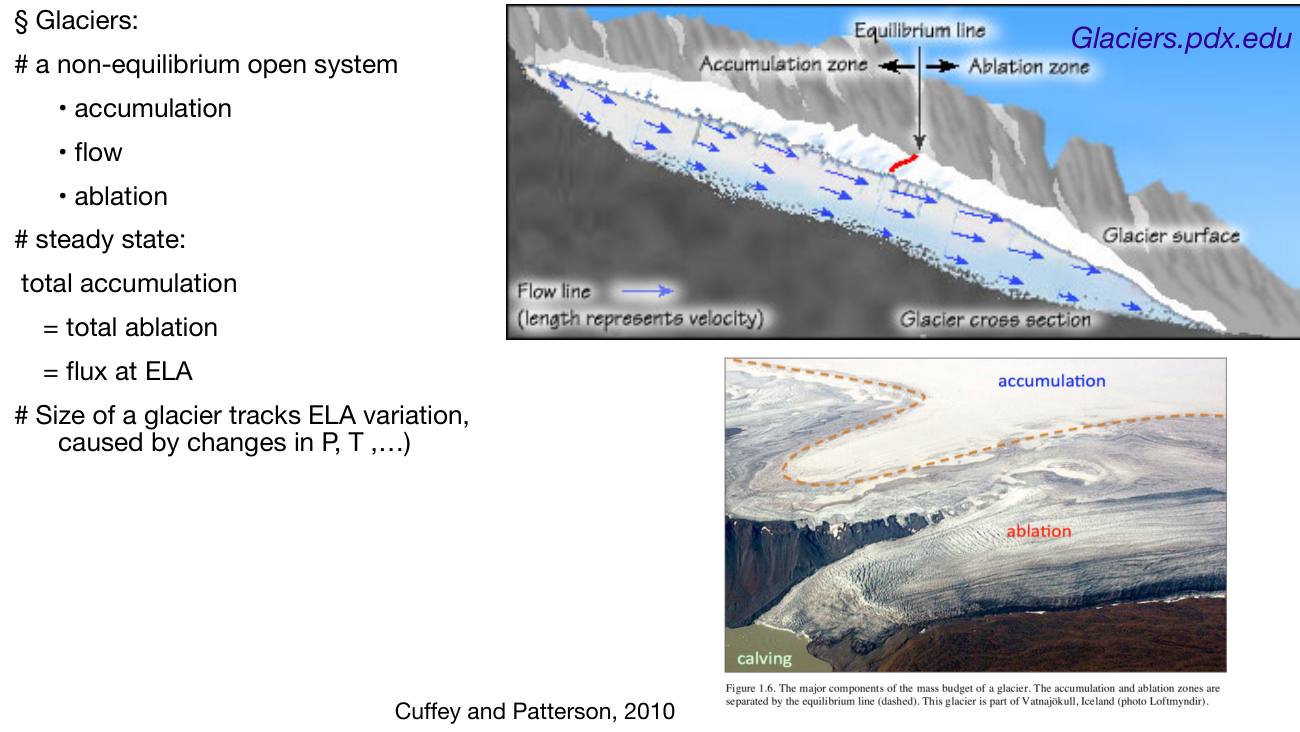 § Glaciers:
# a non-equilibrium open system
• accumulation
• flow
• ablation
# steady state:
total accumulation
= total ablation
= flux at ELA
# Size of a glacier tracks ELA variation,
caused by changes in P, T ,…)
Glaciers.pdx.edu
Equilibrium line
Accumulation zone
Ablation zone
Glacier surface
Flow line
(length represents velocity)
Glacier cross section
accumulation
ablation
calving
Figure 1.6. The major components of the mass budget of a glacier. The accumulation and ablation zones are
separated by the equilibrium line (dashed). This glacier is part of Vatnajökull, Iceland (photo Loftmyndir).
Cuffey and Patterson, 2010